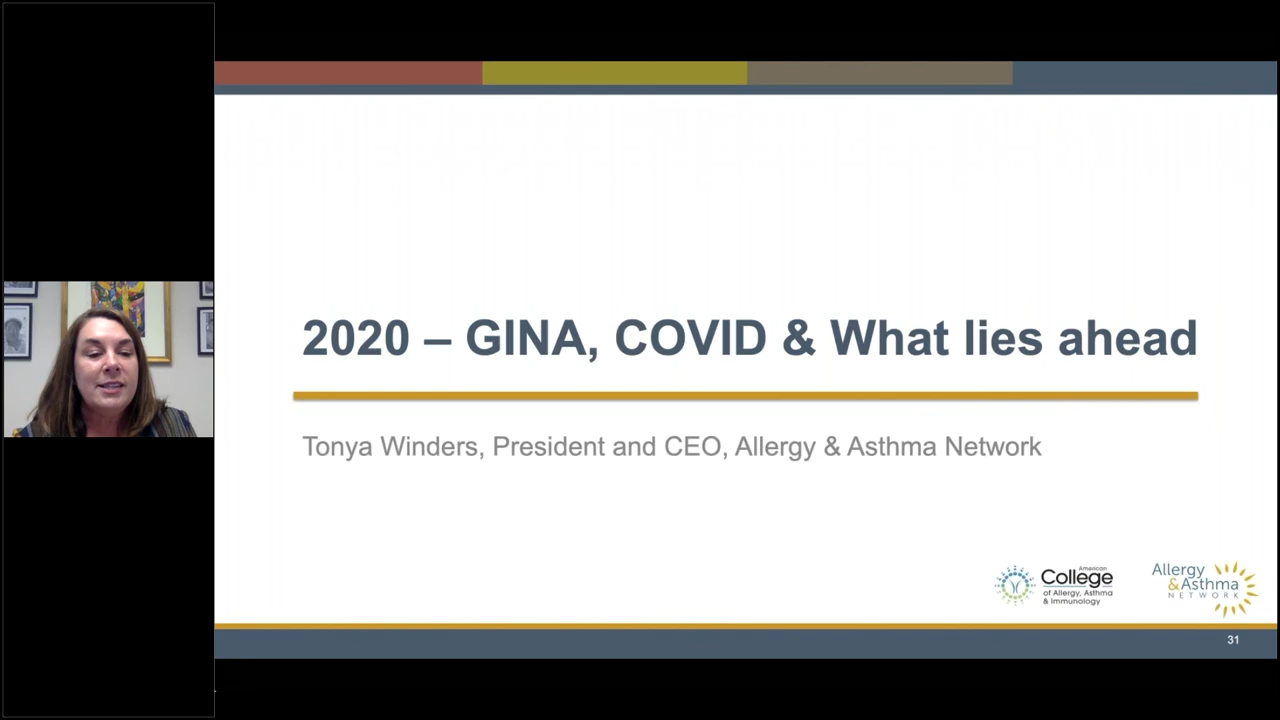 2020 – GINA, COVID & What lies ahead
Tonya Winders, President and CEO, Allergy & Asthma Network
American
College
of Allergy, Asthma
& Immunology
Allergy
& Asthma
NETWORK
31